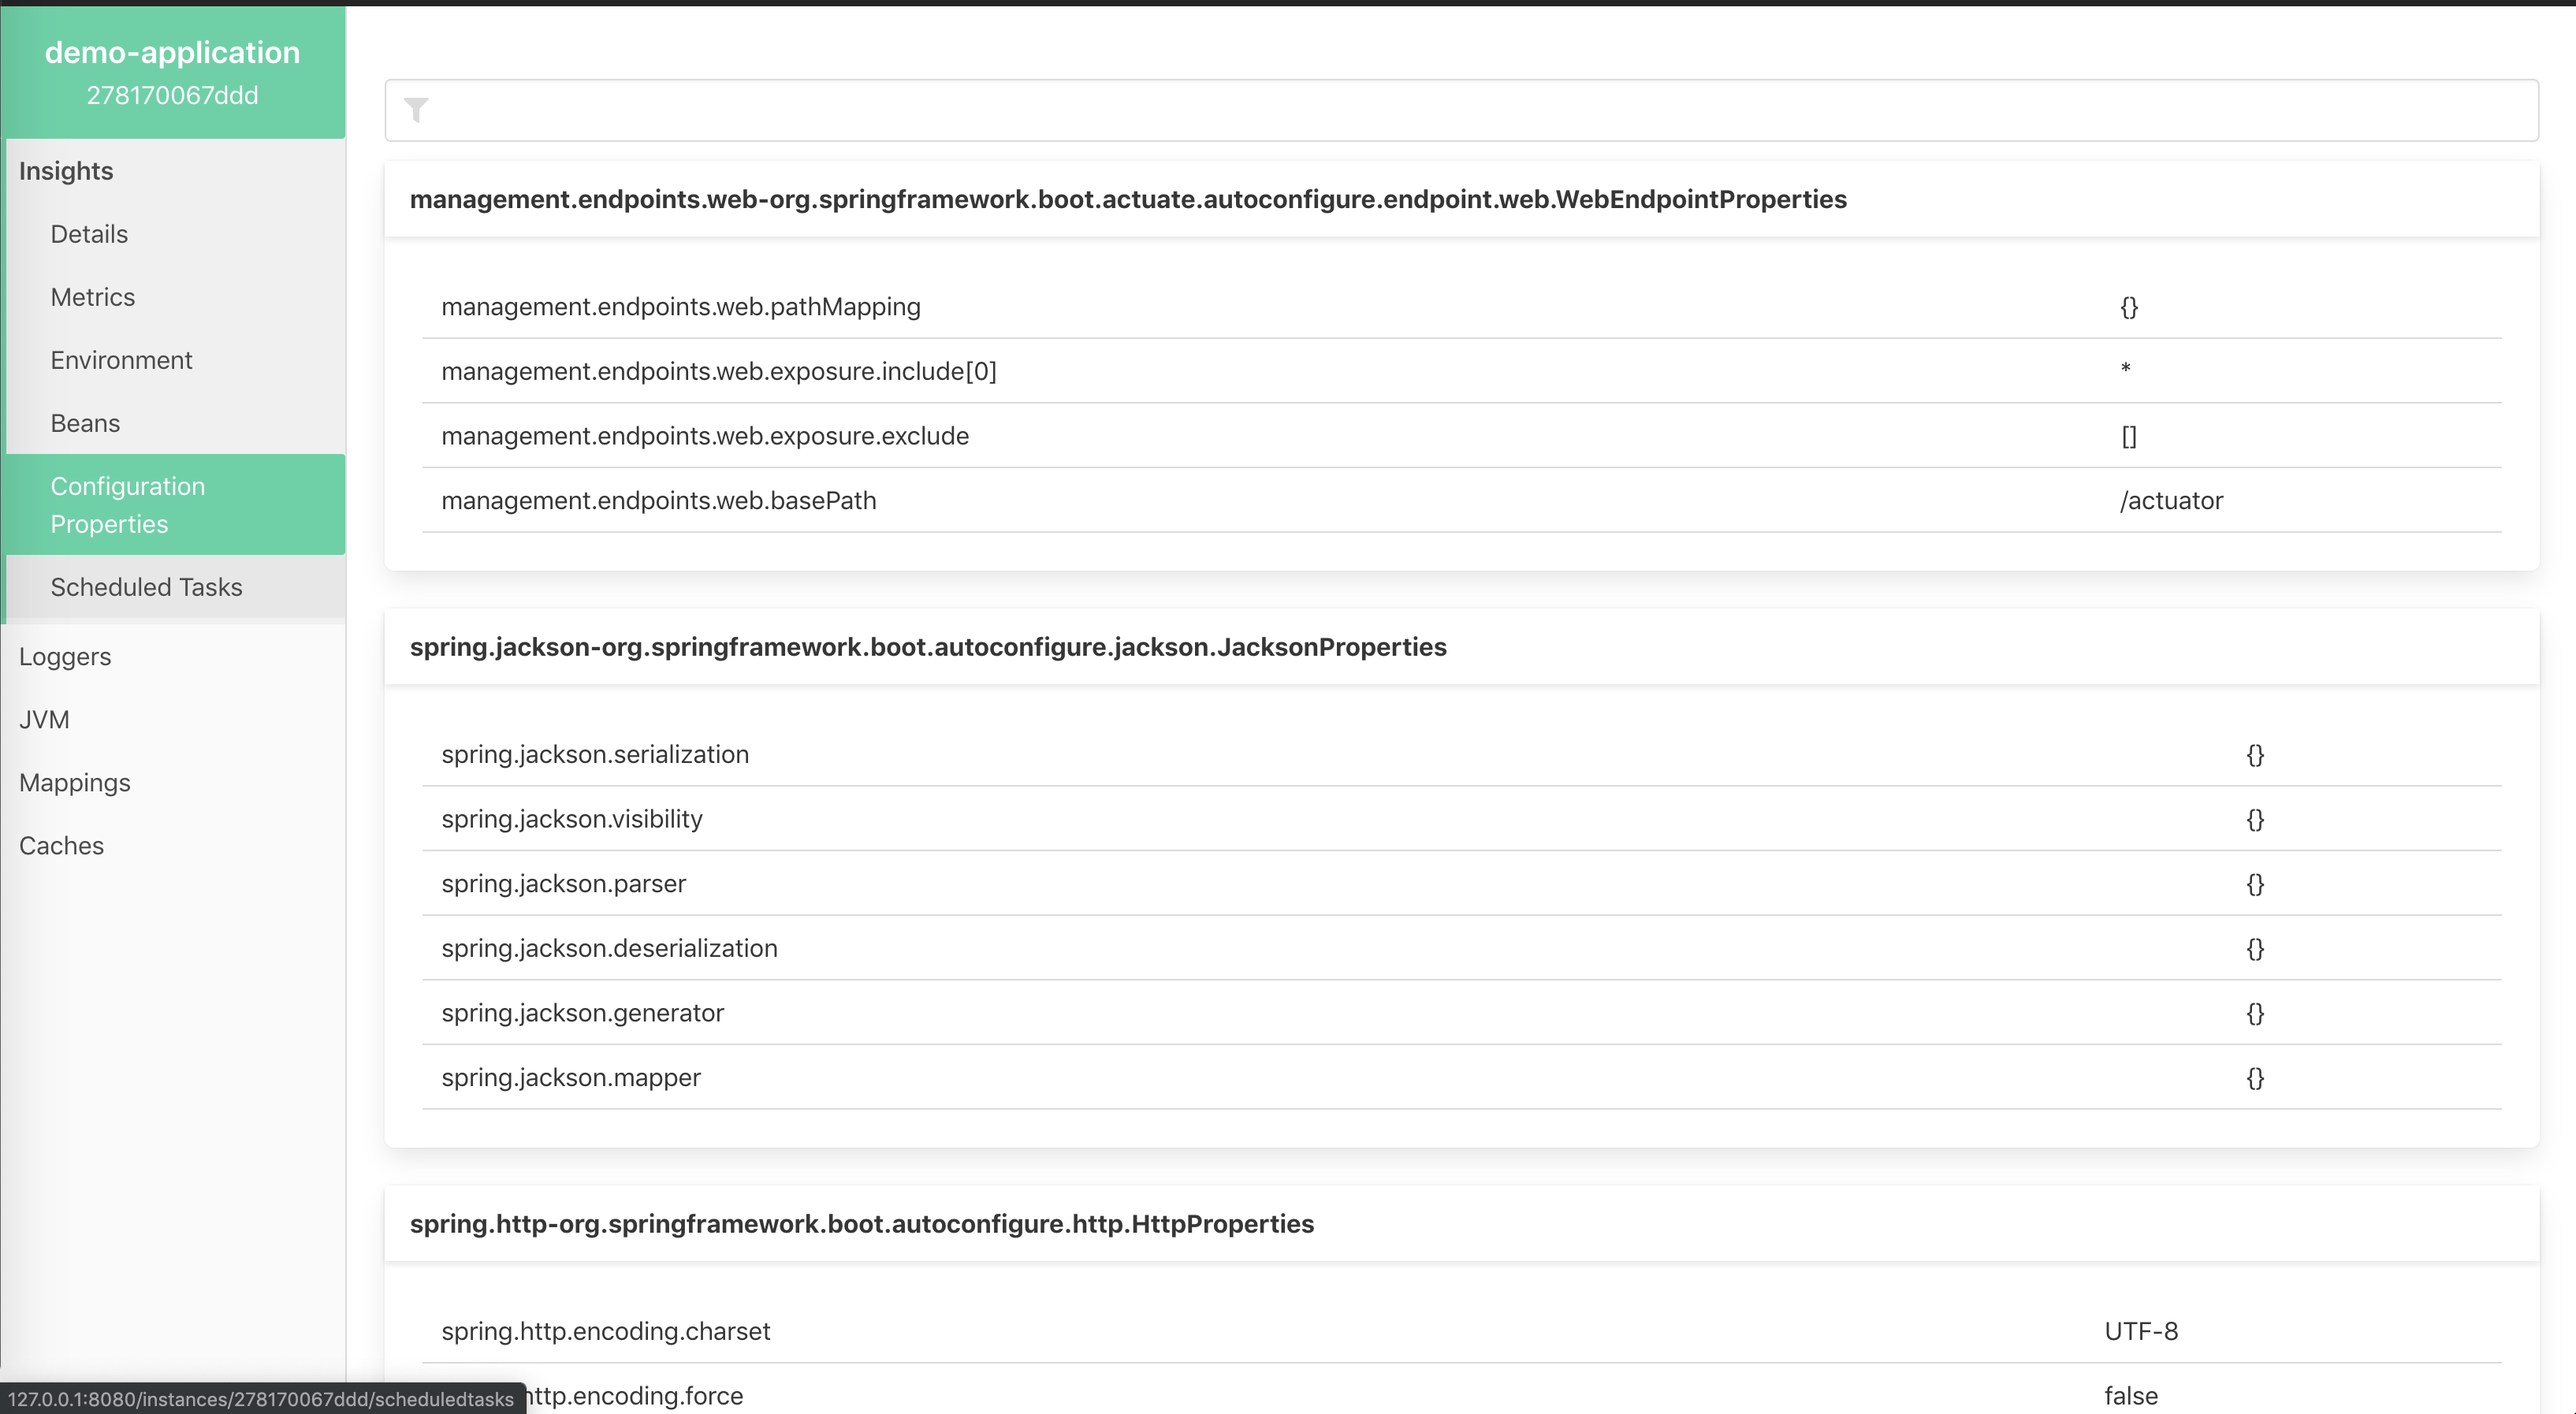 demo-application
278170067ddd
Insights
Details
Metrics
Environment
Beans
Configuration
Properties
Scheduled Tasks
Loggers
JVM
Mappings
Caches
management.endpoints.web-org.springframework.boot.actuate.autoconfigure.endpoint.web.WebEndpointProperties
management.endpoints.web.pathMapping {}
management.endpoints.web.exposure.include[0] *
management.endpoints.web.exposure.exclude []
management.endpoints.web.basePath /actuator
spring.jackson-org.springframework.boot.autoconfigure.jackson.JacksonProperties
spring.jackson.serialization {}
spring.jackson.visibility {}
spring.jackson.parser {}
spring.jackson.deserialization {}
spring.jackson.generator {}
spring.jackson.mapper {}
spring.http-org.springframework.boot.autoconfigure.http.HttpProperties
spring.http.encoding.charset UTF-8
http.encoding.force false
127.0.0.1:8080/instances/278170067ddd/scheduledtasks